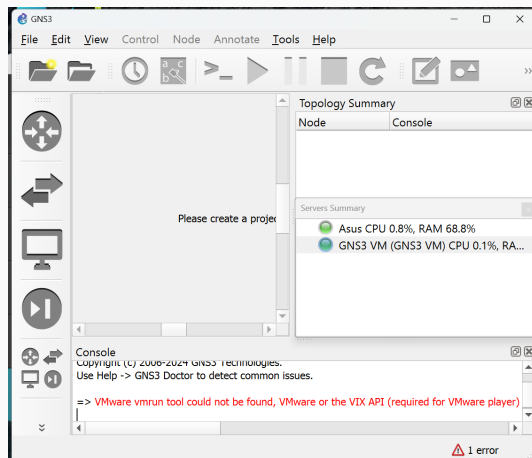 GNS3
File Edit View Control Node Annotate Tools Help
a c
b
Topology Summary
Node Console
Please create a projec
Servers Summary
Asus CPU 0.8%, RAM 68.8%
GNS3 VM (GNS3 VM) CPU 0.1%, RA...
Console
Copyright (c) 2006-2024 GNS3 Technologies.
Use Help -> GNS3 Doctor to detect common issues.
=> VMware vmrun tool could not be found, VMware or the VIX API (required for VMware player)
1 error